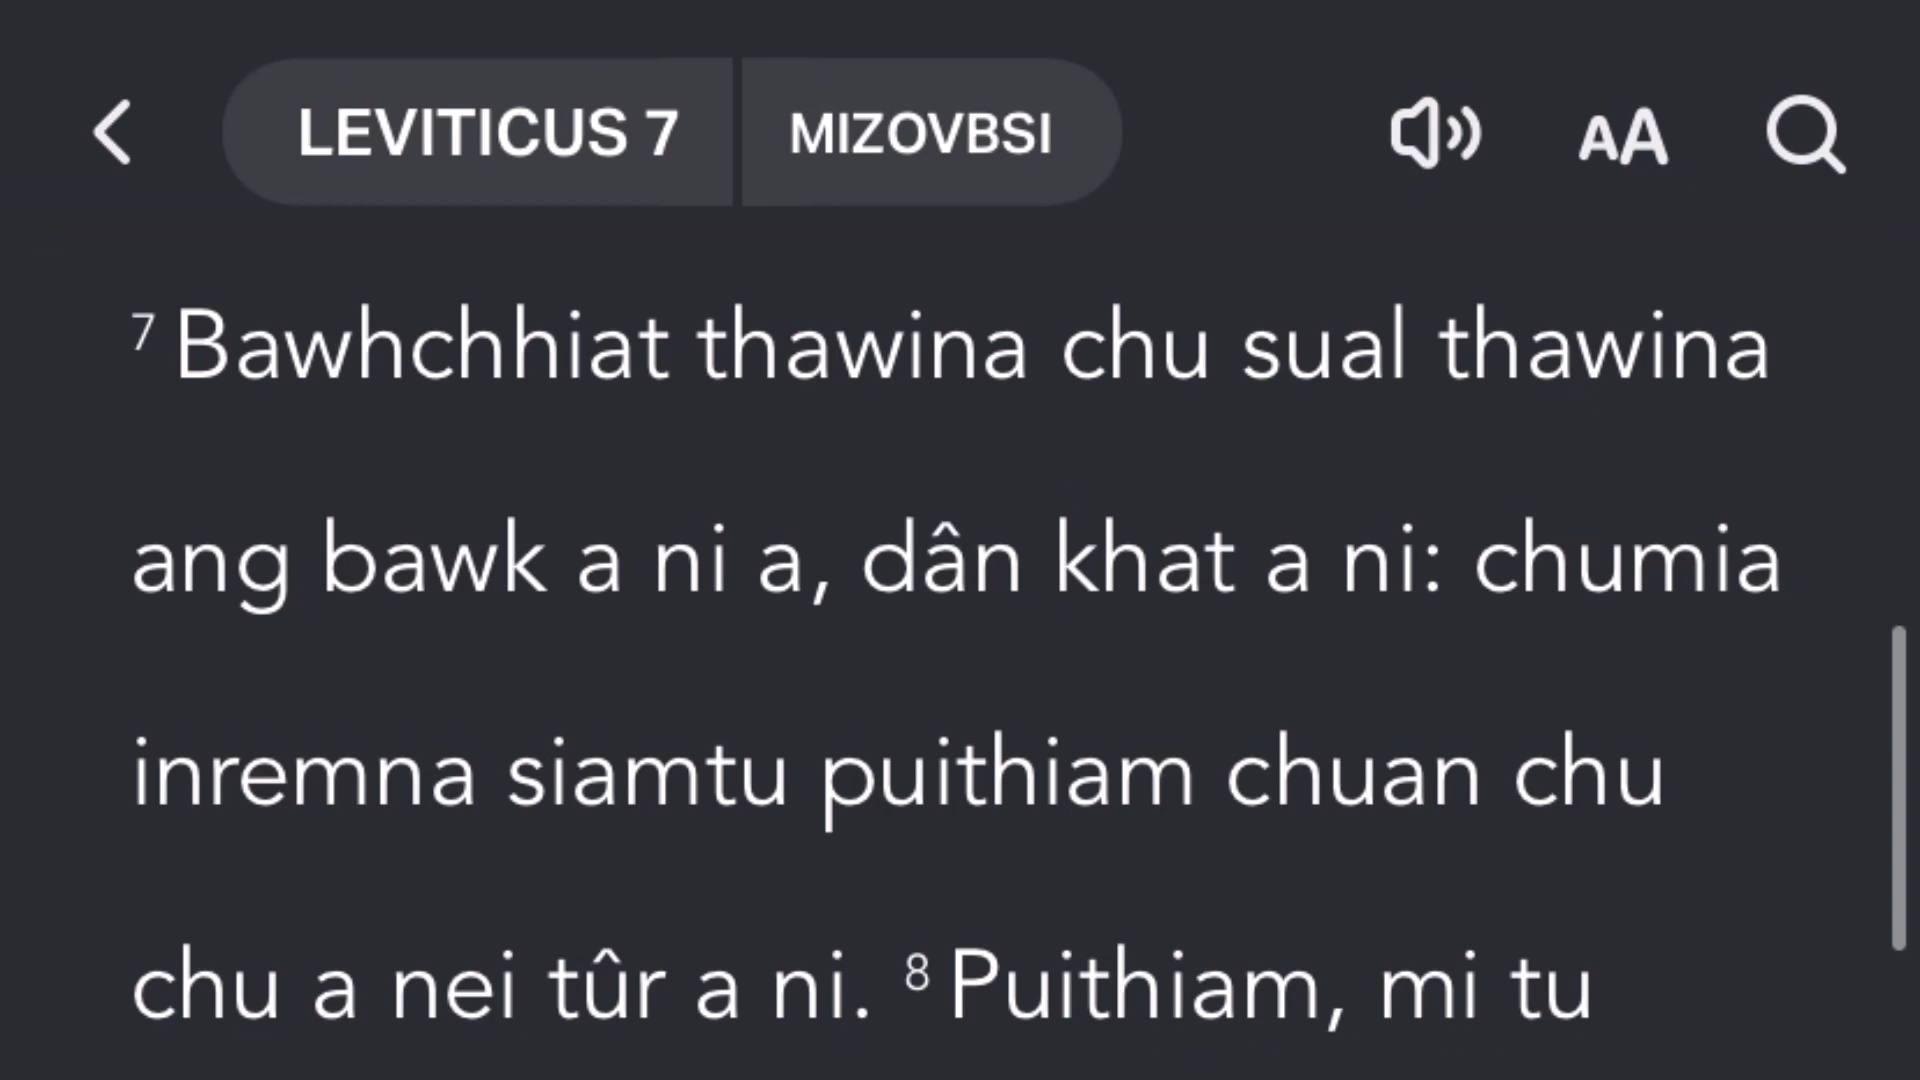 LEVITICUS 7 MIZOVBSI AA
7 Bawhchhiat thawina chu sual thawina
ang bawk a ni a, dân khat a ni: chumia
inremna siamtu puithiam chuan chu
chu a nei tûr a ni. 8 Puithiam, mi tu